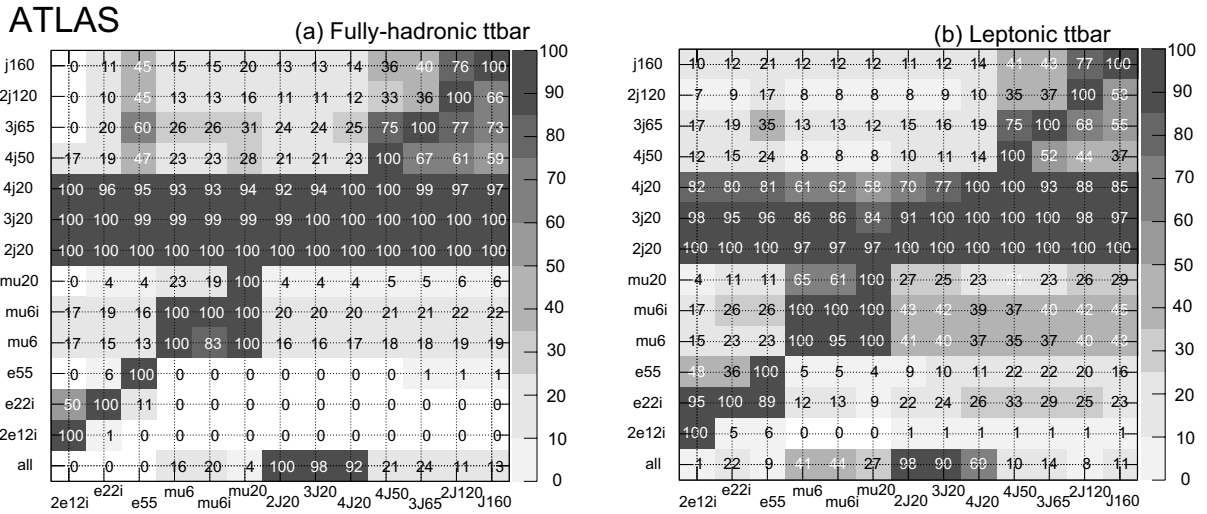 ATLAS
(a) Fully-hadronic ttbar
j160 0 11 45 15 15 20 13 13 14 36 40 76 100
2j120 0 10 45 13 13 16 11 11 12 33 36 100 66
3j65 0 20 60 26 26 31 24 24 25 75 100 77 73
4j50 17 19 47 23 23 28 21 21 23 100 67 61 59
4j20 100 96 95 93 93 94 92 94 100 100 99 97 97
3j20 100 100 99 99 99 99 99 100 100 100 100 100 100
2j20 100 100 100 100 100 100 100 100 100 100 100 100 100
mu20 0 4 4 23 19 100 4 4 4 5 5 6 6
mu6i 17 19 16 100 100 100 20 20 20 21 21 22 22
mu6 17 15 13 100 83 100 16 16 17 18 18 19 19
e55 0 6 100 0 0 0 0 0 0 0 1 1 1
e22i 50 100 11 0 0 0 0 0 0 0 0 0 0
2e12i 100 1 0 0 0 0 0 0 0 0 0 0 0
all 0 0 0 16 20 4 100 98 92 21 24 11 13
2e12i e22i e55 mu6 mu6i mu20 2J20 3J20 4J20 4J50 3J65 2J120 J160
100
90
80
70
60
50
40
30
20
10
0
(b) Leptonic ttbar
j160 10 12 21 12 12 12 11 12 14 41 43 77 100
2j120 7 9 17 8 8 8 8 9 10 35 37 100 53
3j65 17 19 35 13 13 12 15 16 19 75 100 68 55
4j50 12 15 24 8 8 8 10 11 14 100 52 44 37
4j20 82 80 81 61 62 58 70 77 100 100 93 88 85
3j20 98 95 96 86 86 84 91 100 100 100 100 98 97
2j20 100 100 100 97 97 97 100 100 100 100 100 100 100
mu20 4 11 11 65 61 100 27 25 23 23 26 29
mu6i 17 26 26 100 100 100 43 42 39 37 40 42 45
mu6 15 23 23 100 95 100 41 40 37 35 37 40 43
e55 48 36 100 5 5 4 9 10 11 22 22 20 16
e22i 95 100 89 12 13 9 22 24 26 33 29 25 23
2e12i 100 5 6 0 0 0 1 1 1 1 1 1 1
all 1 22 9 41 44 27 98 90 69 10 14 8 11
2e12i e22i e55 mu6 mu6i mu20 2J20 3J20 4J20 4J50 3J65 2J120 J160
100
90
80
70
60
50
40
30
20
10
0